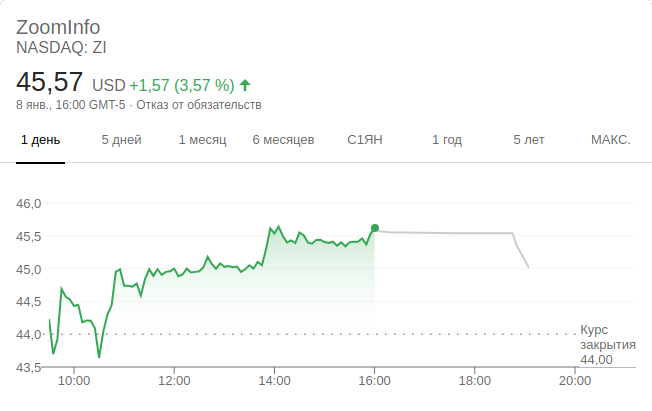 ZoomInfo
NASDAQ: ZI
45,57 USD +1,57 (3,57 %)
8 янв., 16:00 GMT-5 · Отказ от обязательств
1 день 5 дней 1 месяц 6 месяцев С1ЯН 1 год 5 лет МАКС.
46,0
45,5
45,0
44,5
44,0
43,5
Курс
закрытия
44,00
10:00 12:00 14:00 16:00 18:00 20:00